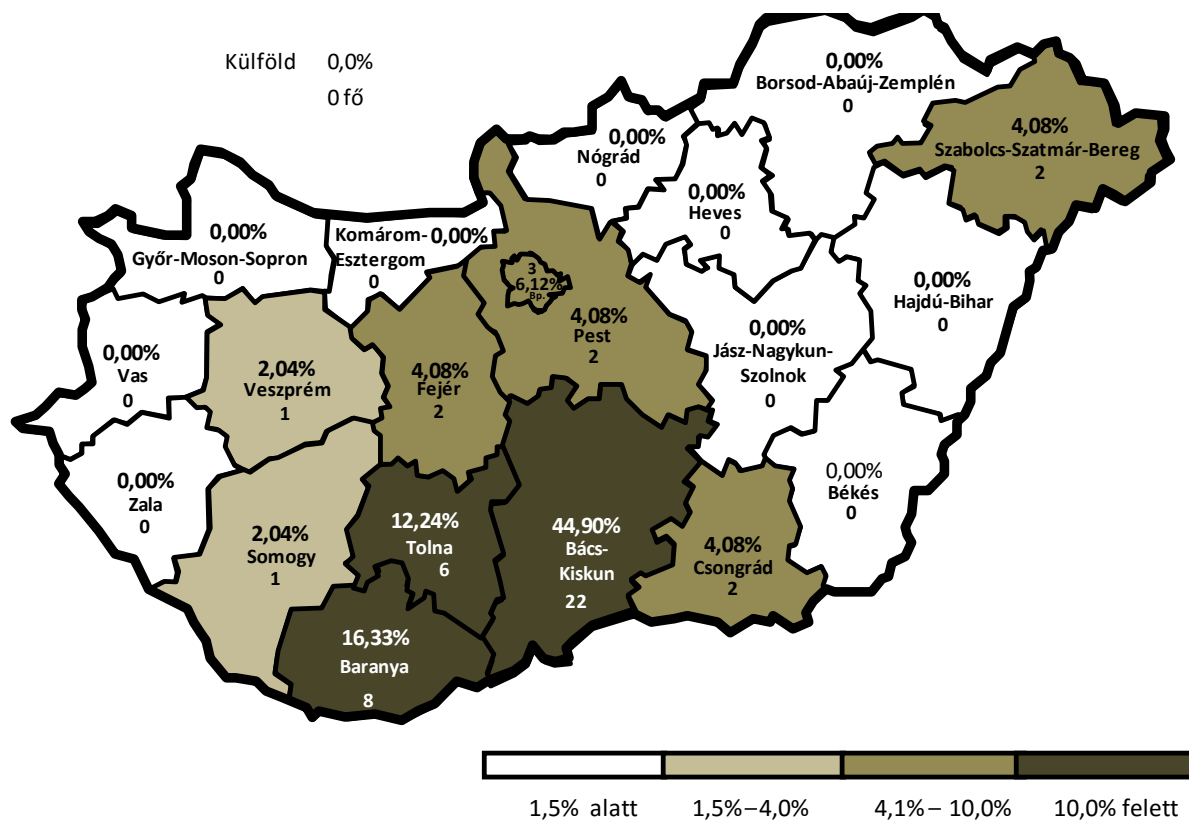 Külföld 0,0%
0 fő
0,00%
Borsod-Abaúj-Zemplén
0
4,08%
Szabolcs-Szatmár-Bereg
2
0,00%
Nógrád
0
0,00%
Heves
0
0,00%
Győr-Moson-Sopron
0
Komárom- 0,00%
Esztergom
0
3
6,12%
Bp.
4,08%
Pest
2
0,00%
Hajdú-Bihar
0
0,00%
Jász-Nagykun-
Szolnok
0
0,00%
Vas
0
2,04%
Veszprém
1
4,08%
Fejér
2
0,00%
Zala
0
2,04%
Somogy
1
12,24%
Tolna
6
44,90%
Bács-
Kiskun
22
0,00%
Békés
0
4,08%
Csongrád
2
16,33%
Baranya
8
1,5% alatt
1,5%–4,0%
4,1% – 10,0%
10,0% felett